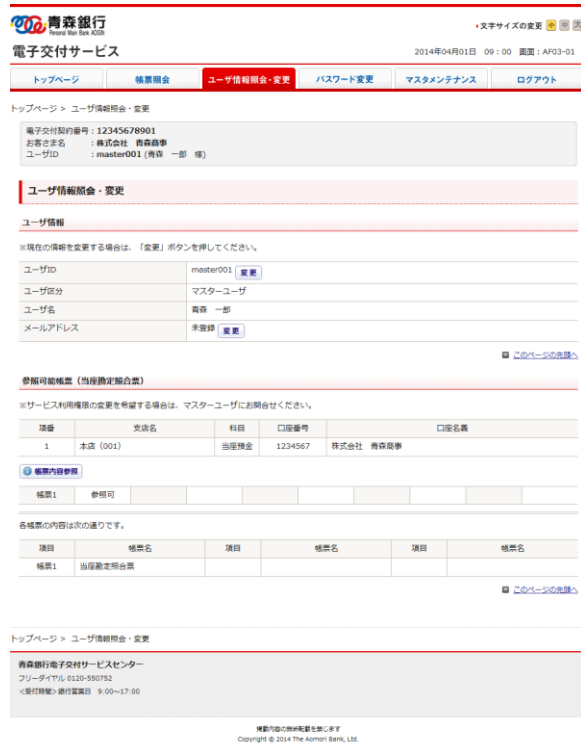 青森銀行
文字サイズの変更 小 中 大
電子交付サービス
2014年04月01日 09:00 画面:AF03-01
トップページ 帳票照会 ユーザ情報照会・変更 パスワード変更 マスタメンテナンス ログアウト
トップページ > ユーザ情報照会・変更
電子交付契約番号:12345678901
お客さま名 :株式会社 青森商事
ユーザID :master001 (青森 一郎 様)
ユーザ情報照会・変更
ユーザ情報
※現在の情報を変更する場合は、「変更」ボタンを押してください。
ユーザID master001 変更
ユーザ区分 マスターユーザ
ユーザ名 青森 一郎
メールアドレス 未登録 変更
このページの先頭へ
参照可能帳票(当座勘定照合票)
※サービス利用権限の変更を希望する場合は、マスターユーザにお問合せください。
項番 支店名 科目 口座番号 口座名義
1 本店(001) 当座預金 1234567 株式会社 青森商事
帳票内容参照
帳票1 参照可
各帳票の内容は次の通りです。
項目 帳票名 項目 帳票名 項目 帳票名
帳票1 当座勘定照合票
このページの先頭へ
トップページ > ユーザ情報照会・変更
青森銀行電子交付サービスセンター
フリーダイヤル 0120-550752
<受付時間> 銀行営業日 9:00~17:00
掲載内容の無断転載を禁じます
Copyright © 2014 The Aomori Bank, Ltd.